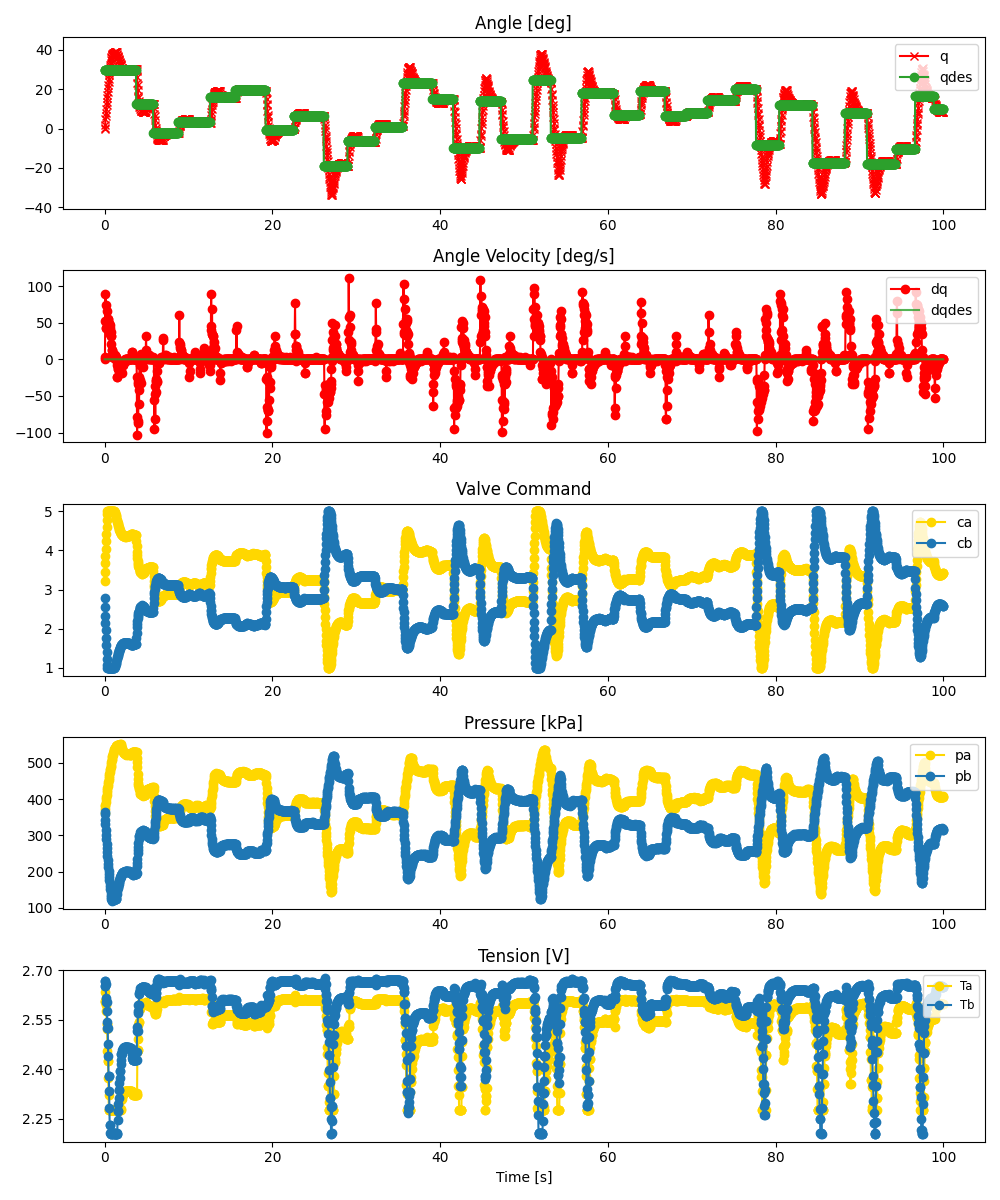 Angle [deg]
40
20
0
−20
−40
q
qdes
0 20 40 60 80 100
Angle Velocity [deg/s]
100
50
0
−50
−100
dq
dqdes
0 20 40 60 80 100
Valve Command
5
4
3
2
1
ca
cb
0 20 40 60 80 100
Pressure [kPa]
500
400
300
200
100
pa
pb
0 20 40 60 80 100
Tension [V]
2.70
2.55
2.40
2.25
Ta
Tb
0 20 40 60 80 100
Time [s]